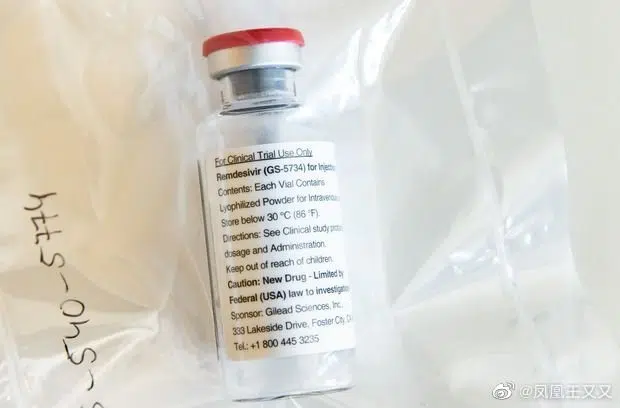 For Clinical Trial Use Only
Remdesivir (GS-5734) for
Contents: Each Vial Contains
Lyophilized Powder for
Store below 30 ºC (86 °F).
Directions: See Clinical study
dosage and Administration.
Keep out of reach of children.
Caution: New Drug - Limited by
Federal (USA) law to
Sponsor: Gilead Sciences, Inc.
333 Lakeside Drive, Foster City,
Tel.: +1 800 445 3235
@凤凰王又又